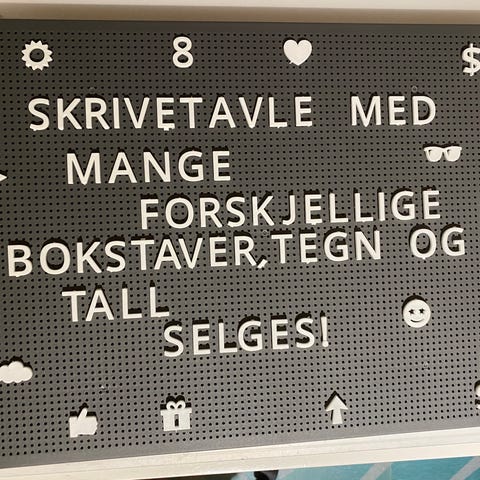 8 $
SKRIVETAVLE MED
MANGE
FORSKJELLIGE
BOKSTAVER,TEGN OG
TALL
SELGES!